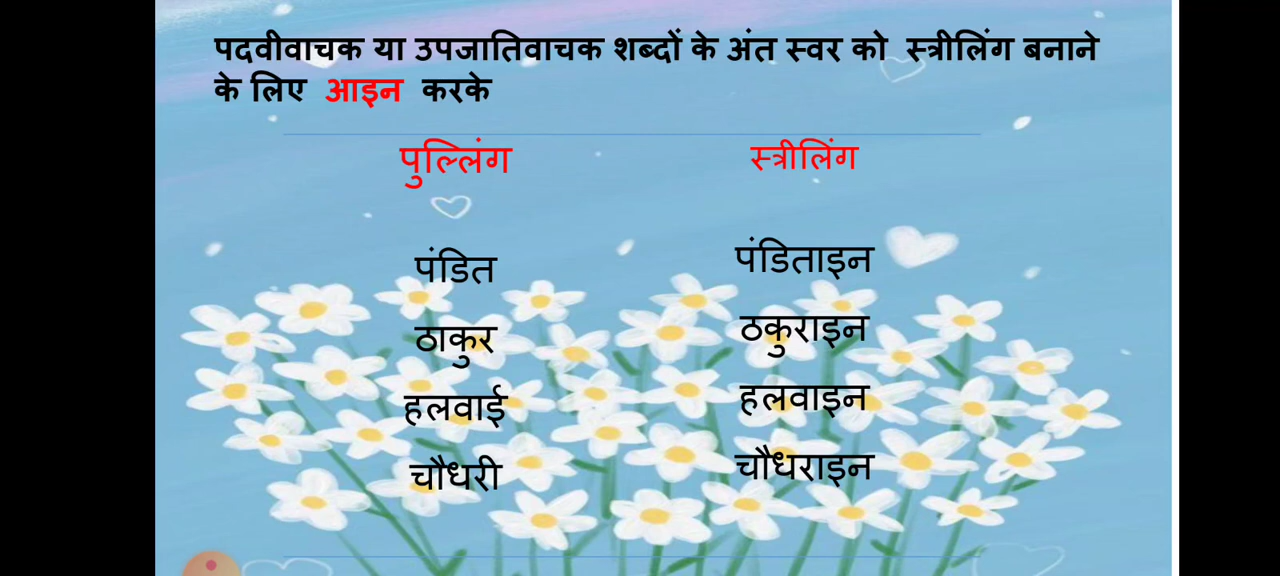 पदवीवाचक या उपजातिवाचक शब्दों के अंत स्वर को स्त्रीलिंग बनाने
के लिए आइन करके
पुल्लिंग स्त्रीलिंग
पंडित पंडिताइन
ठाकुर ठकुराइन
हलवाई हलवाइन
चौधरी चौधराइन